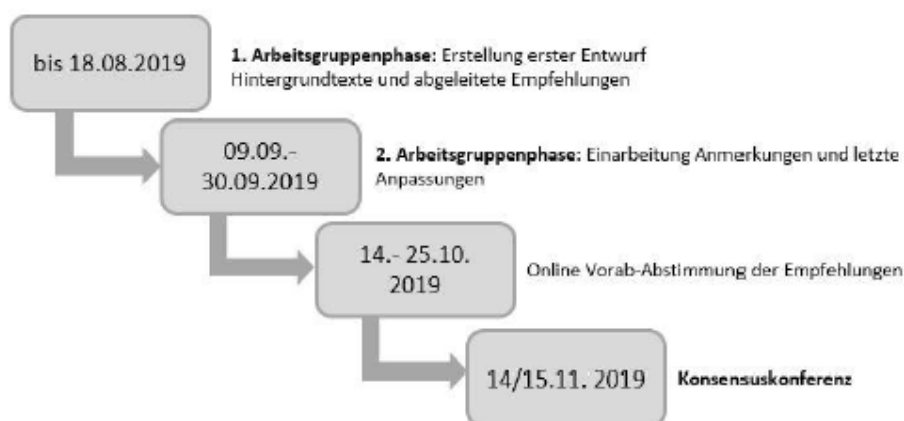 bis 18.08.2019
1. Arbeitsgruppenphase: Erstellung erster Entwurf
Hintergrundtexte und abgeleitete Empfehlungen
09.09.-
30.09.2019
2. Arbeitsgruppenphase: Einarbeitung Anmerkungen und letzte
Anpassungen
14.- 25.10.
2019
Online Vorab-Abstimmung der Empfehlungen
14/15.11. 2019
Konsensuskonferenz